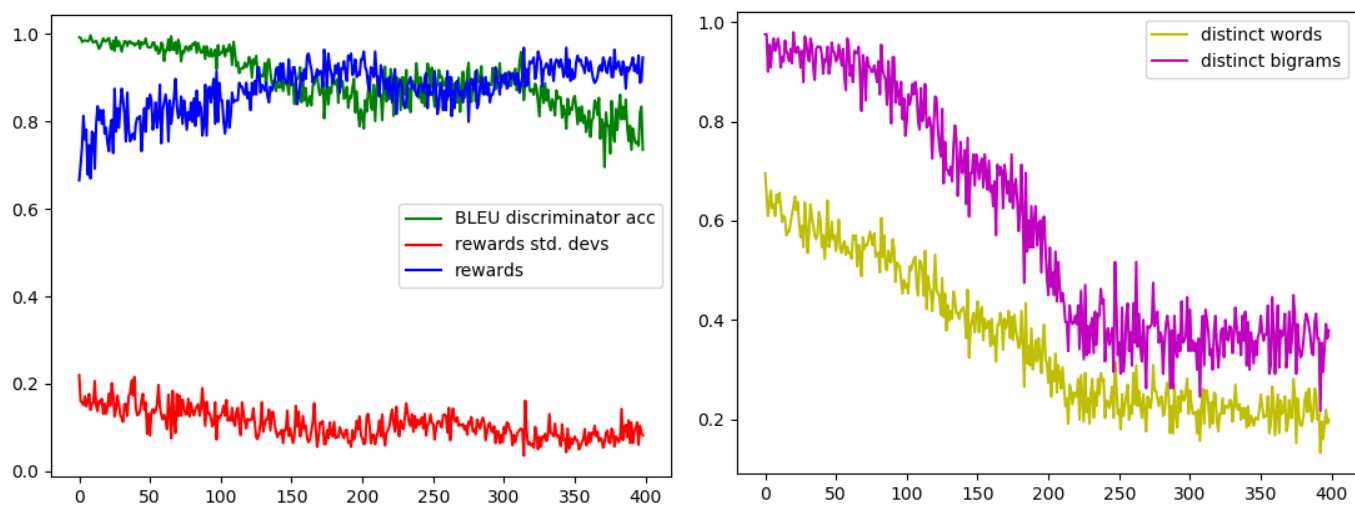 1.0
0.8
0.6
0.4
0.2
0.0
BLEU discriminator acc
rewards std. devs
rewards
0 50 100 150 200 250 300 350 400
1.0
0.8
0.6
0.4
0.2
distinct words
distinct bigrams
0 50 100 150 200 250 300 350 400